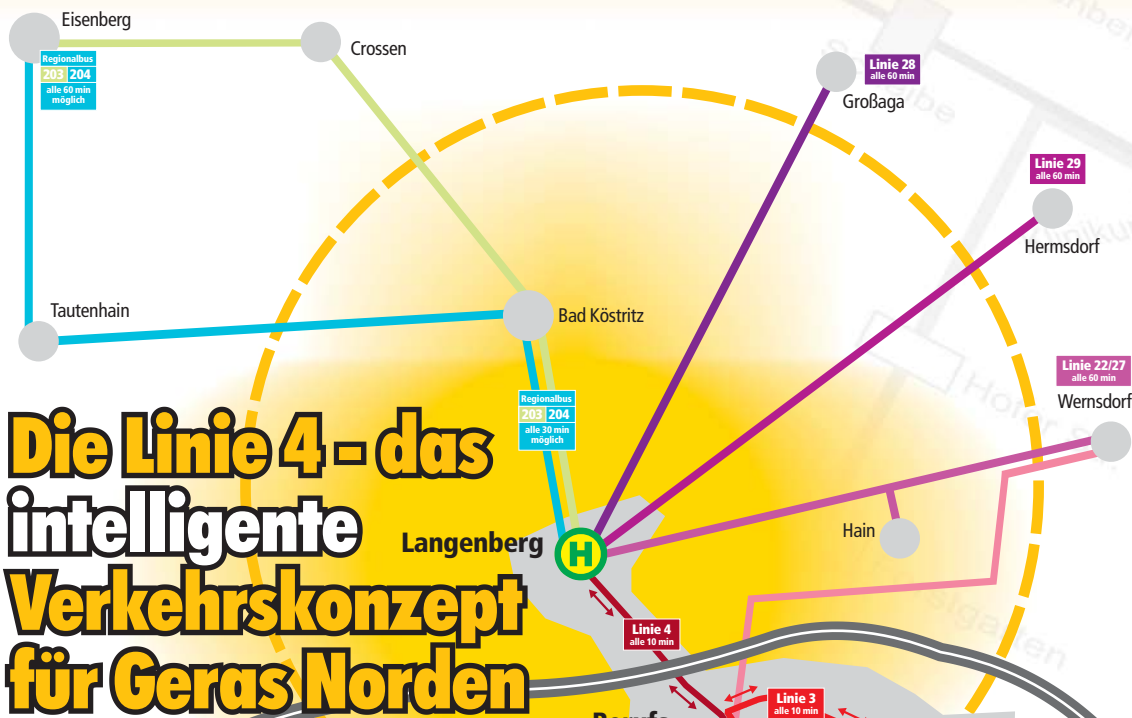 Eisenberg
Regionalbus
203 204
alle 60 min
möglich
Crossen
Linie 28
alle 60 min
Großaga
Linie 29
alle 60 min
Hermsdorf
Tautenhain
Bad Köstritz
Linie 22/27
alle 60 min
Wernsdorf
Regionalbus
203 204
alle 30 min
möglich
Die Linie 4 - das
intelligente
Verkehrskonzept
für Geras Norden
Langenberg
H
Hain
Linie 4
alle 10 min
Linie 3
alle 10 min